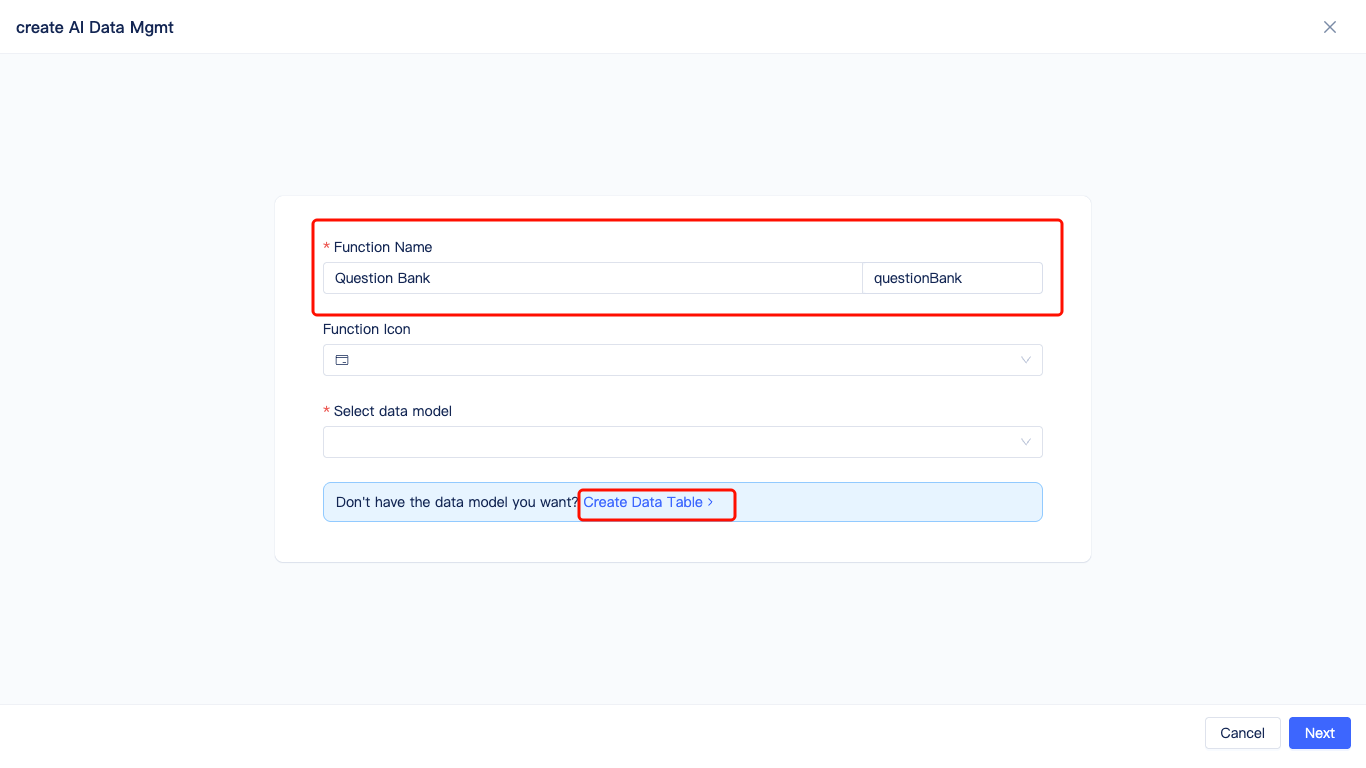 create AI Data Mgmt
* Function Name
Question Bank questionBank
Function Icon
* Select data model
Don't have the data model you want? Create Data Table >
Cancel Next